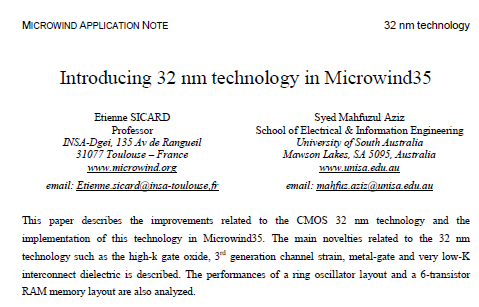 MICROWIND APPLICATION NOTE 32 nm technology
Introducing 32 nm technology in Microwind35
Etienne SICARD
Professor
INSA-Dgei, 135 Av de Rangueil
31077 Toulouse – France
www.microwind.org
email: Etienne.sicard@insa-toulouse.fr
Syed Mahfuzul Aziz
School of Electrical & Information Engineering
University of South Australia
Mawson Lakes, SA 5095, Australia
www.unisa.edu.au
email: mahfuz.aziz@unisa.edu.au
This paper describes the improvements related to the CMOS 32 nm technology and the
implementation of this technology in Microwind35. The main novelties related to the 32 nm
technology such as the high-k gate oxide, 3rd generation channel strain, metal-gate and very low-K
interconnect dielectric is described. The performances of a ring oscillator layout and a 6-transistor
RAM memory layout are also analyzed.